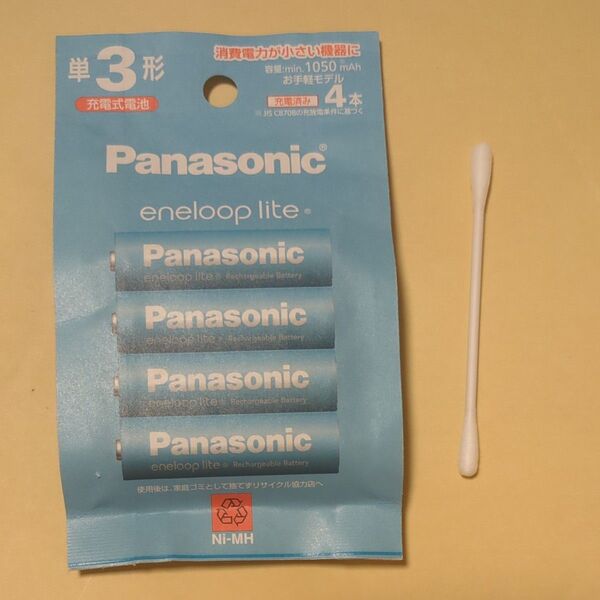 単3形
充電式電池
消費電力が小さい機器に
容量:min.1050mAh
お手軽モデル
充電済み 4本
※JIS C8708の充放電条件に基づく
Panasonic®
eneloop lite®
Panasonic
eneloop lite® Rechargeable Battery
Panasonic
eneloop lite® Rechargeable Battery
Panasonic
eneloop lite® Rechargeable Battery
Panasonic
eneloop lite® Rechargeable Battery
使用後は、家庭ゴミとして捨てずリサイクル協力店へ
Ni-MH